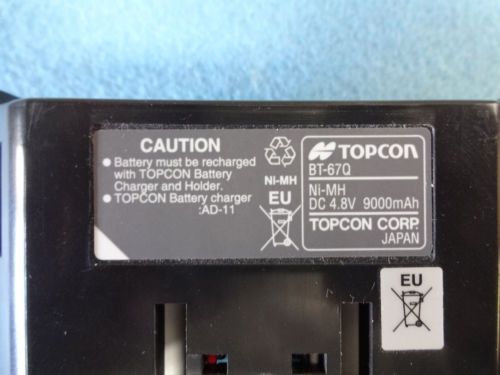 CAUTION
● Battery must be recharged
with TOPCON Battery
Charger and Holder.
● TOPCON Battery charger
:AD-11
Ni-MH
EU
TOPCON
BT-67Q
Ni-MH
DC 4.8V 9000mAh
TOPCON CORP.
JAPAN
EU